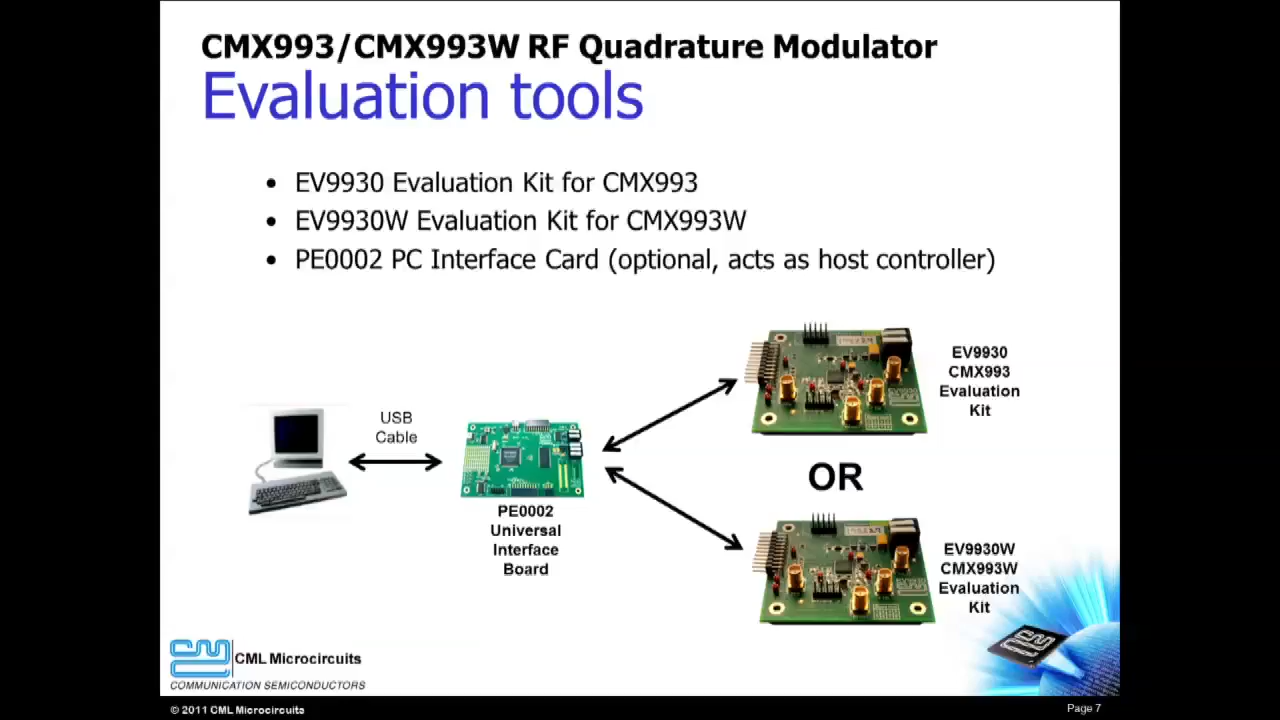 CMX993/CMX993W RF Quadrature Modulator
Evaluation tools
• EV9930 Evaluation Kit for CMX993
• EV9930W Evaluation Kit for CMX993W
• PE0002 PC Interface Card (optional, acts as host controller)
USB
Cable
PE0002
Universal
Interface
Board
EV9930
CMX993
Evaluation
Kit
OR
EV9930W
CMX993W
Evaluation
Kit
CML Microcircuits
COMMUNICATION SEMICONDUCTORS
© 2011 CML Microcircuits
Page 7